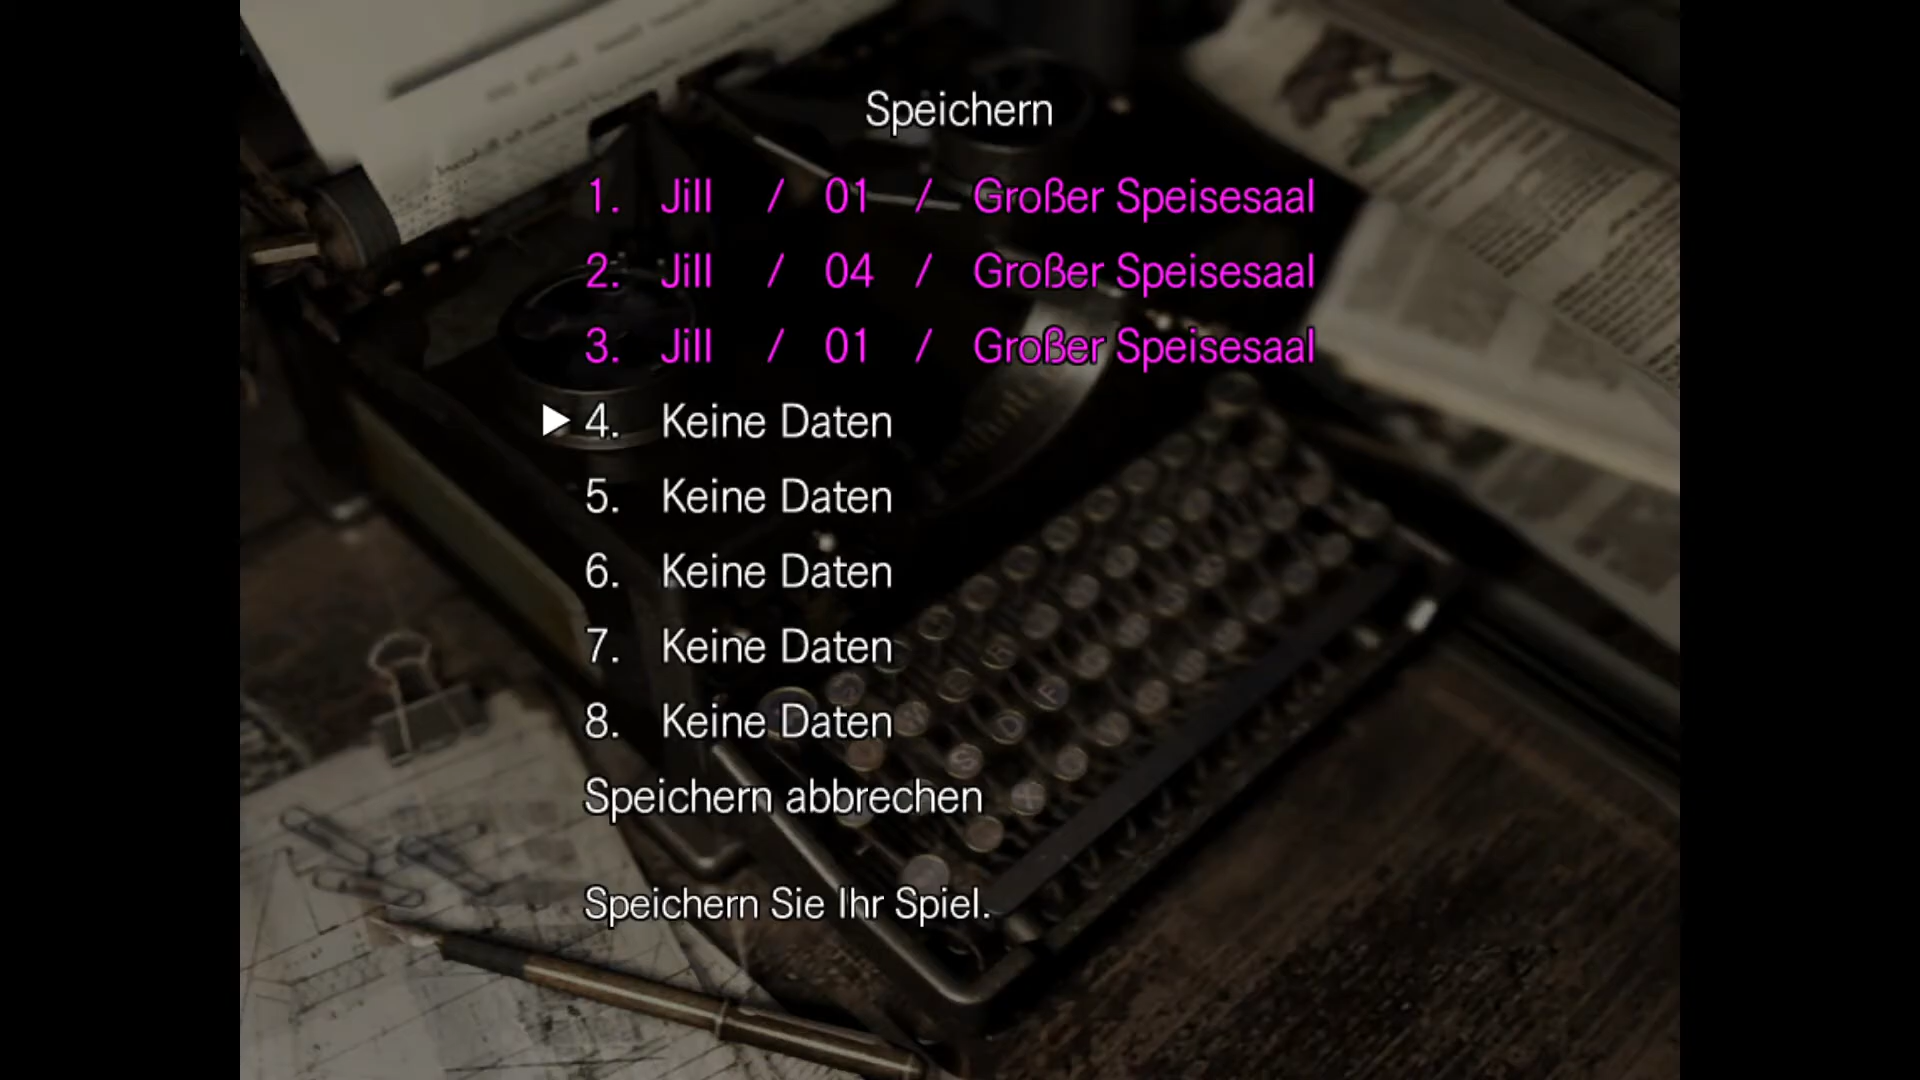 Speichern
1. Jill / 01 / Großer Speisesaal
2. Jill / 04 / Großer Speisesaal
3. Jill / 01 / Großer Speisesaal
4. Keine Daten
5. Keine Daten
6. Keine Daten
7. Keine Daten
8. Keine Daten
Speichern abbrechen
Speichern Sie Ihr Spiel.